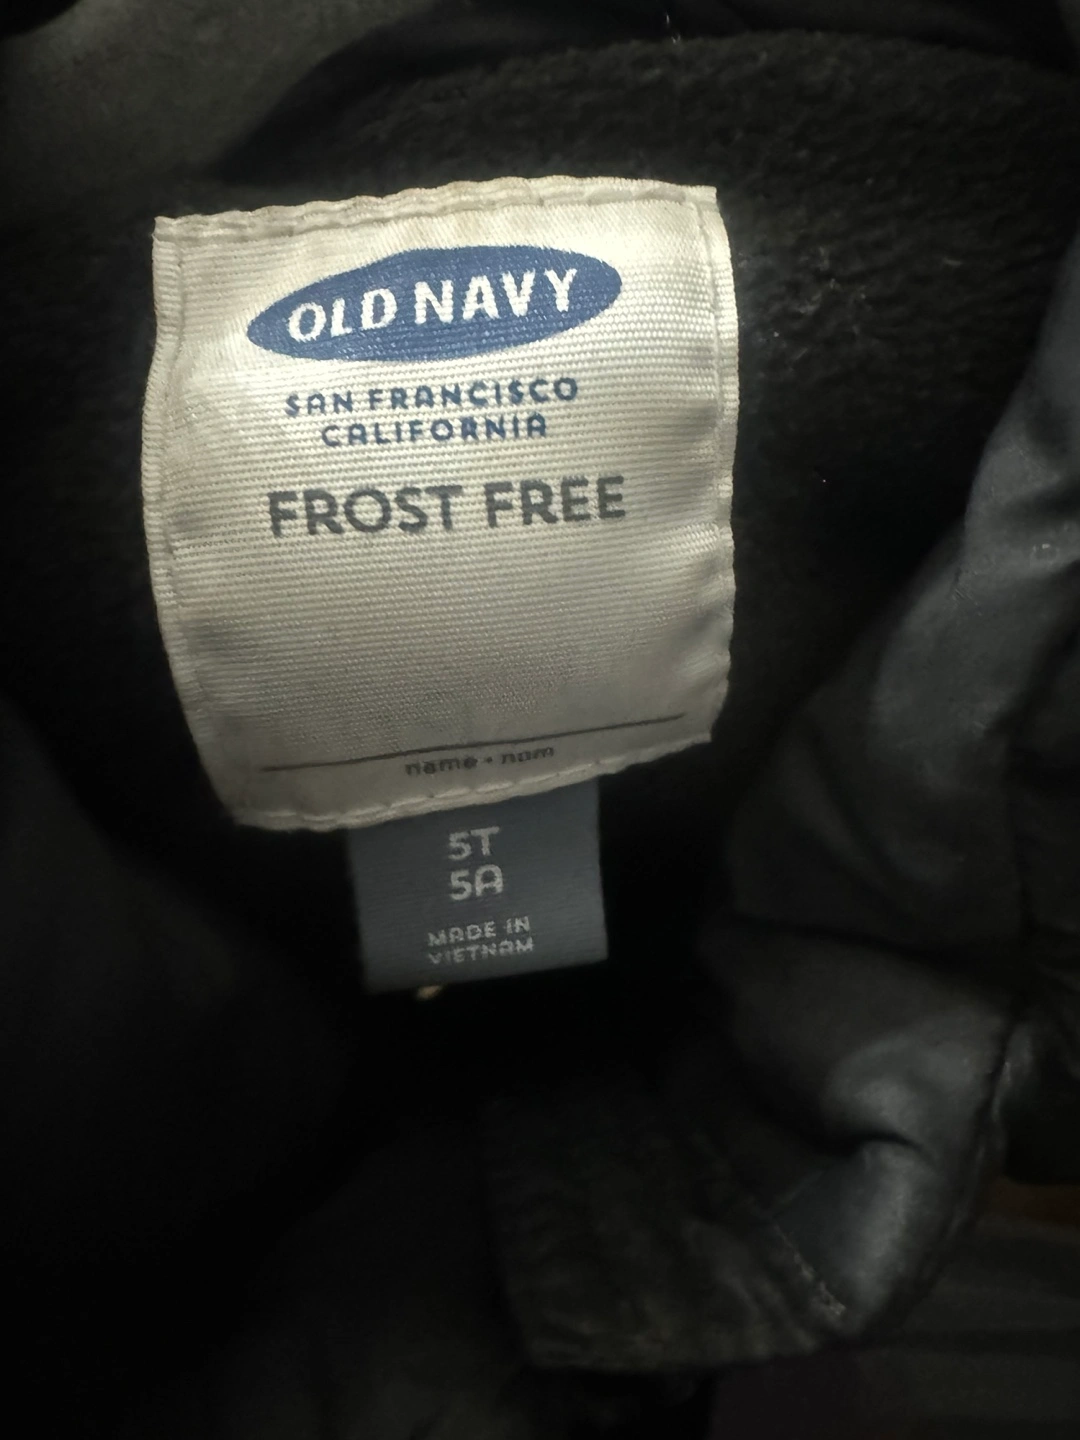 OLD NAVY
SAN FRANCISCO
CALIFORNIA
FROST FREE
name • nom
5T
5A
MADE IN
VIETNAM